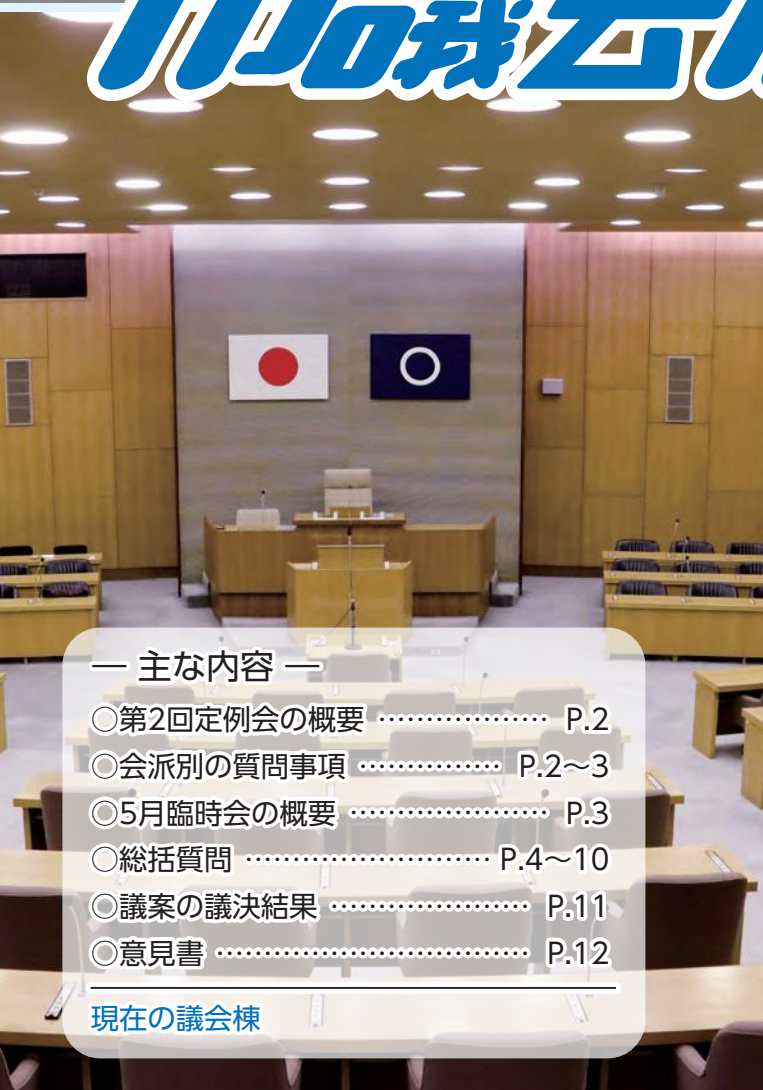 ― 主な内容 ―
○第2回定例会の概要 ……………… P.2
○会派別の質問事項 …………… P.2〜3
○5月臨時会の概要 ………………… P.3
○総括質問 ……………………… P.4〜10
○議案の議決結果 ………………… P.11
○意見書 …………………………… P.12
現在の議会棟